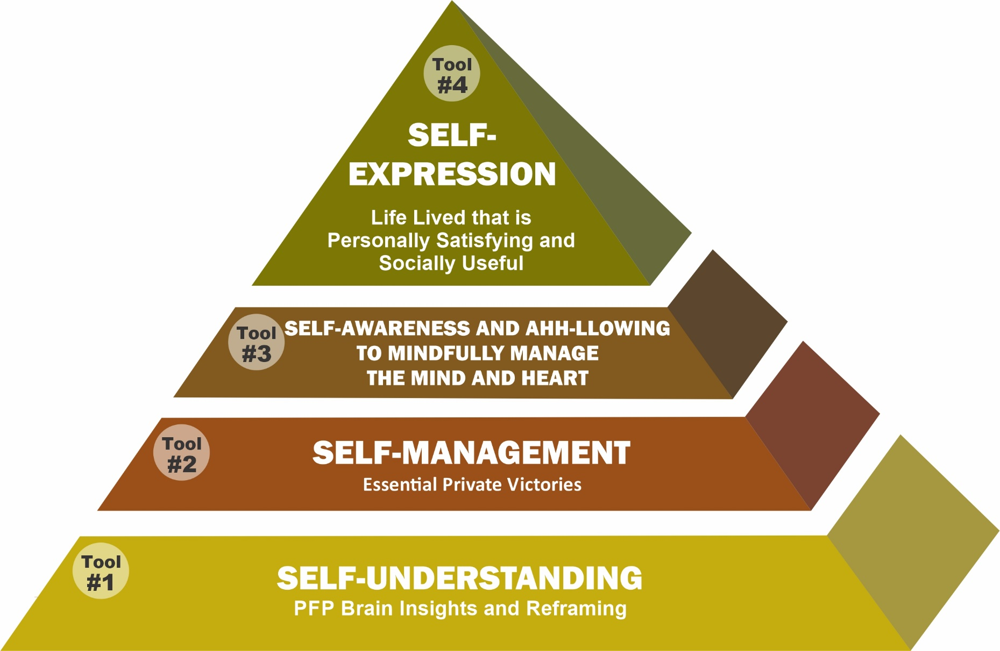 Tool
#4
SELF-
EXPRESSION
Life Lived that is
Personally Satisfying and
Socially Useful
Tool
#3
SELF-AWARENESS AND AHH-LLOWING
TO MINDFULLY MANAGE
THE MIND AND HEART
Tool
#2
SELF-MANAGEMENT
Essential Private Victories
Tool
#1
SELF-UNDERSTANDING
PFP Brain Insights and Reframing